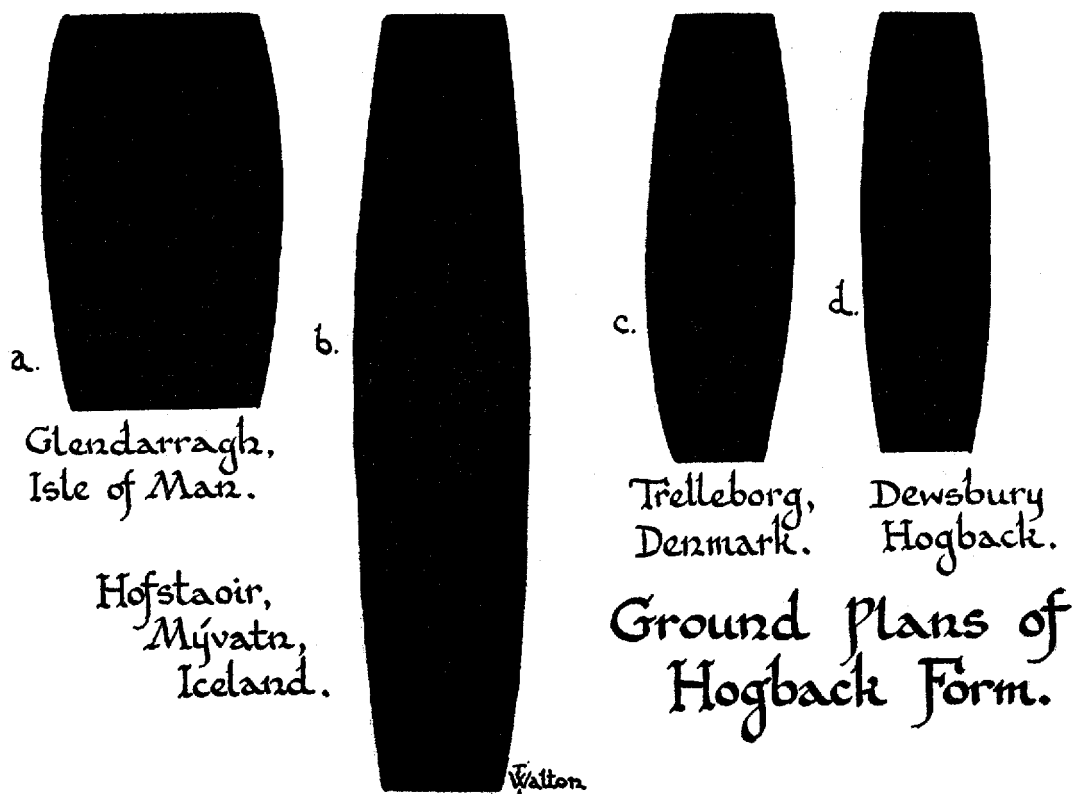 a.
Glendarragh,
Isle of Man.
b.
Hofstaoir,
Mývatn,
Iceland.
c.
Trelleborg,
Denmark.
d.
Dewsbury
Hogback.
Ground Plans of
Hogback Form.
Walton